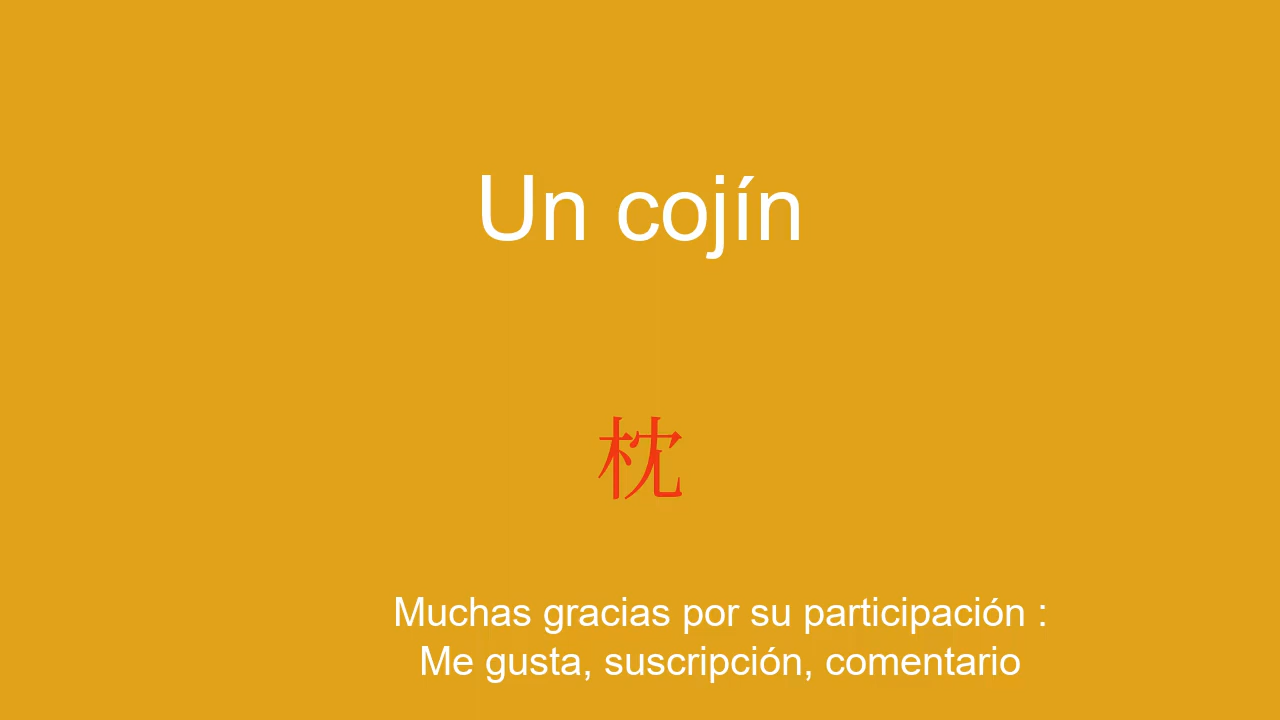 Un cojín
枕
Muchas gracias por su participación :
Me gusta, suscripción, comentario